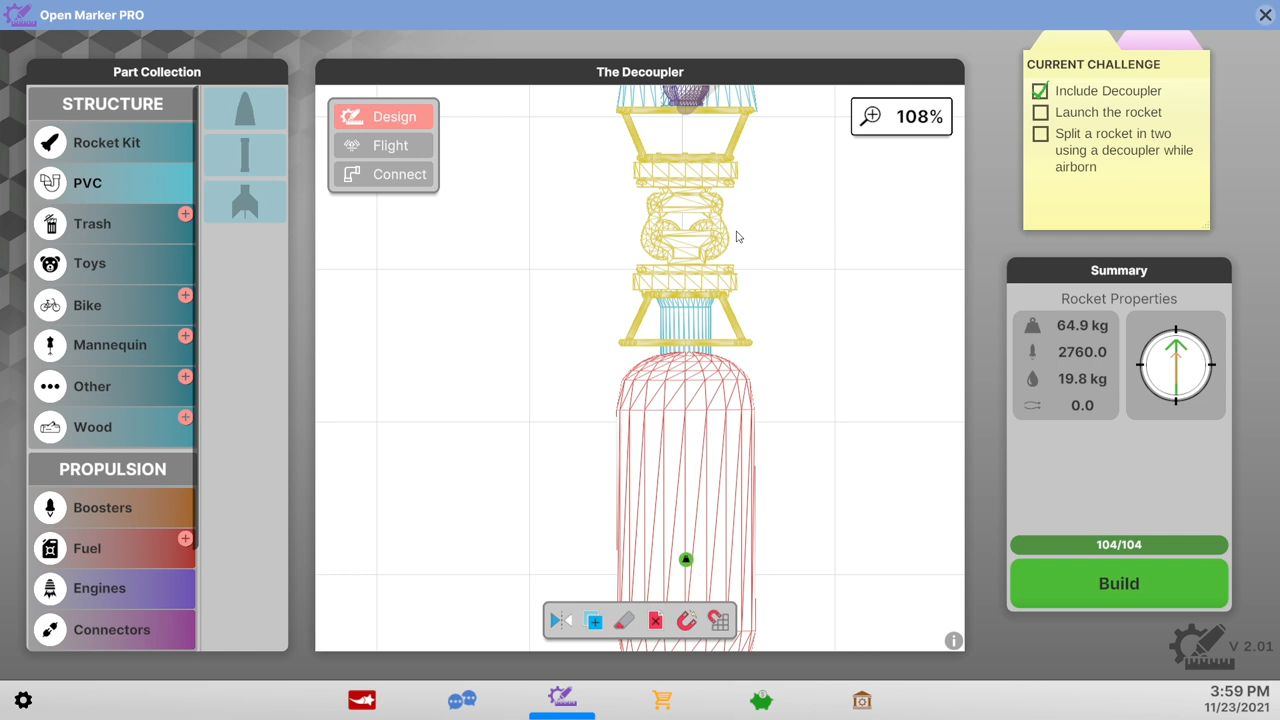 Open Marker PRO
Part Collection
STRUCTURE
Rocket Kit
PVC
Trash
Toys
Bike
Mannequin
Other
Wood
PROPULSION
Boosters
Fuel
Engines
Connectors
The Decoupler
Design
Flight
Connect
108%
CURRENT CHALLENGE
Include Decoupler
Launch the rocket
Split a rocket in two
using a decoupler while
airborn
Summary
Rocket Properties
64.9 kg
2760.0
19.8 kg
0.0
104/104
Build
V 2.01
3:59 PM
11/23/2021